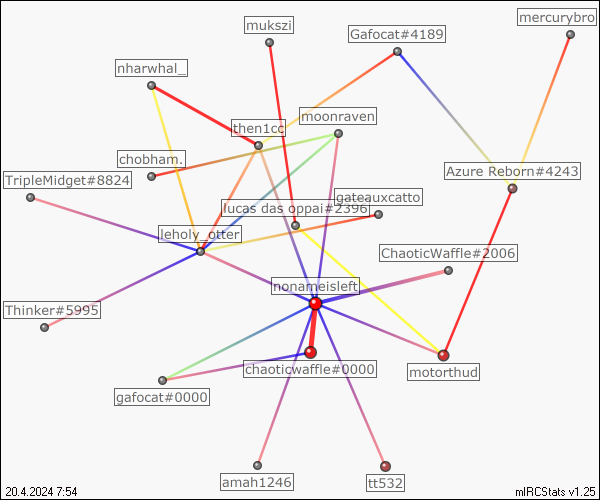 mercurybro
mukszi
Gafocat#4189
nharwhal_
moonraven
then1cc
chobham.
Azure Reborn#4243
TripleMidget#8824
gateauxcatto
lucas das oppai#2396
leholy_otter
ChaoticWaffle#2006
nonameisleft
Thinker#5995
chaoticwaffle#0000
motorthud
gafocat#0000
amah1246
tt532
20.4.2024 7:54
mIRCStats v1.25